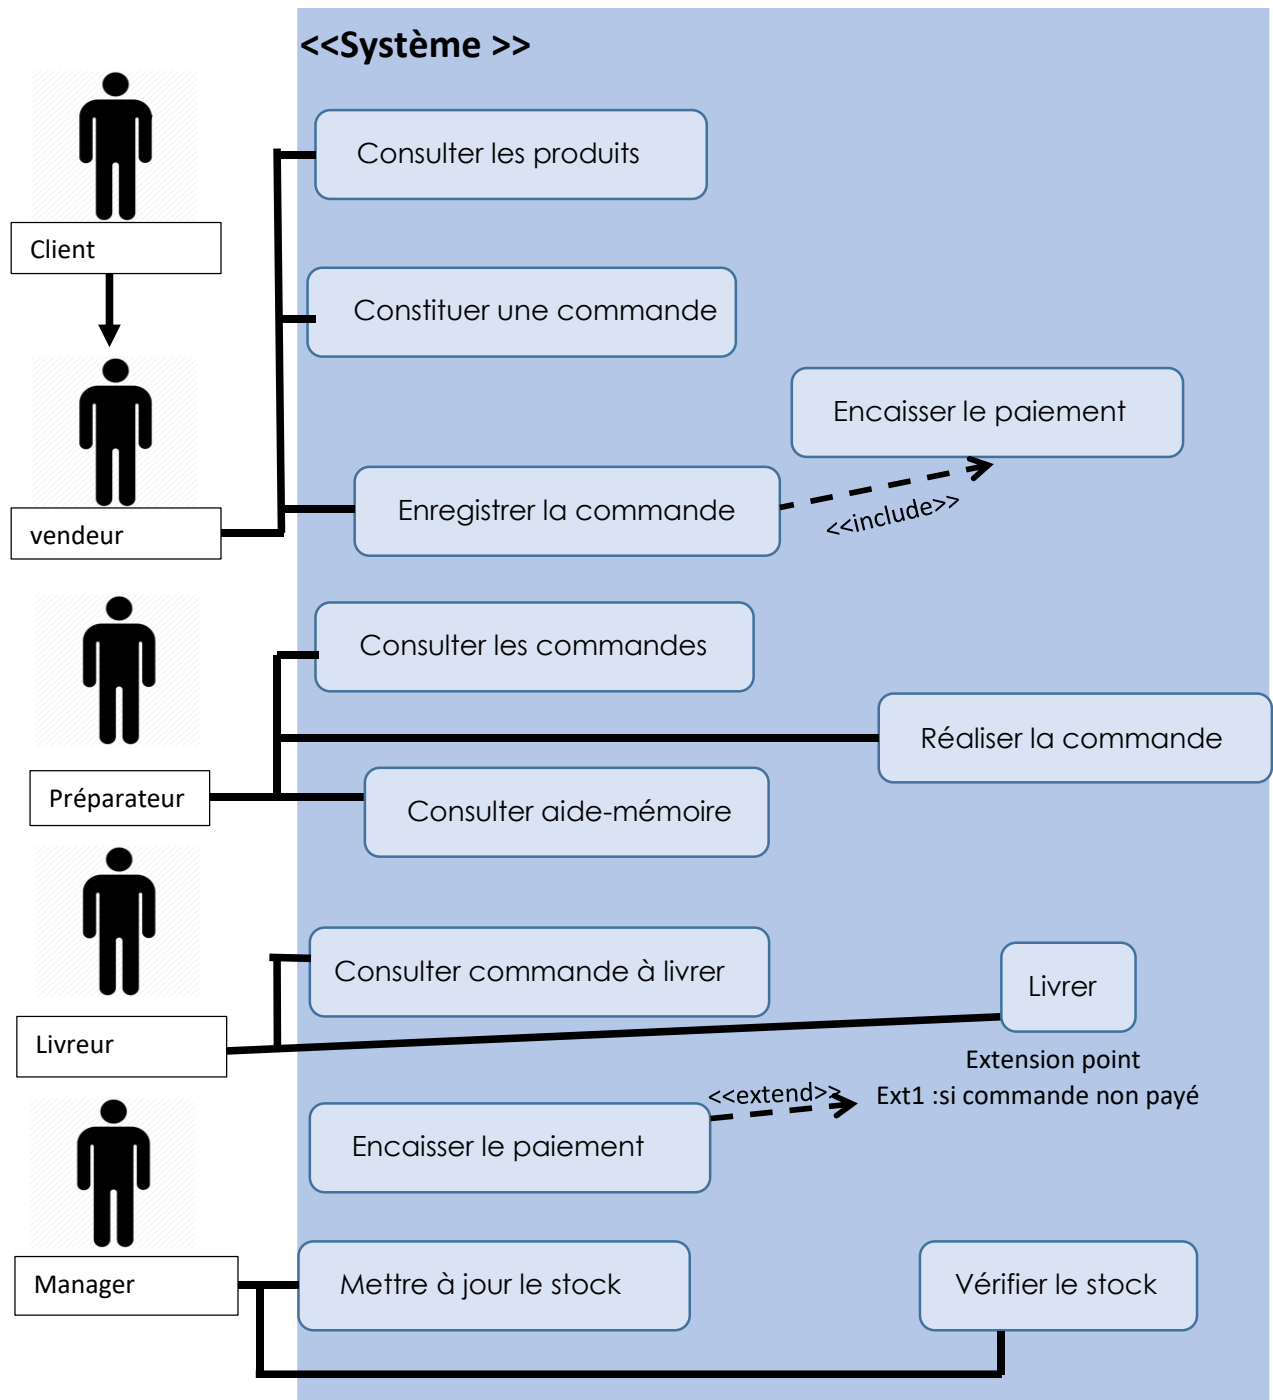 <<Système >>
Consulter les produits
Client
Constituer une commande
Encaisser le paiement
Enregistrer la commande
<<include>>
vendeur
Consulter les commandes
Réaliser la commande
Préparateur
Consulter aide-mémoire
Consulter commande à livrer
Livrer
Livreur
Extension point
Ext1 :si commande non payé
<<extend>>
Encaisser le paiement
Manager
Mettre à jour le stock
Vérifier le stock